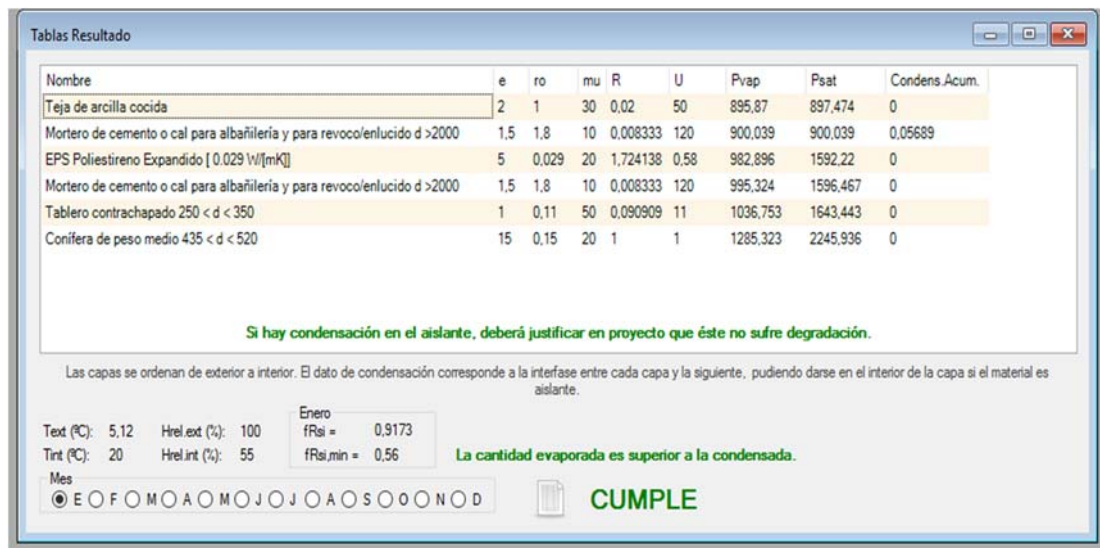 Tablas Resultado
Nombre e ro mu R U Pvap Psat Condens.Acum.
Teja de arcilla cocida 2 1 30 0,02 50 895,87 897,474 0
Mortero de cemento o cal para albañilería y para revoco/enlucido d >2000 1,5 1,8 10 0,008333 120 900,039 900,039 0,05689
EPS Poliestireno Expandido [ 0.029 W/[mK]] 5 0,029 20 1,724138 0,58 982,896 1592,22 0
Mortero de cemento o cal para albañilería y para revoco/enlucido d >2000 1,5 1,8 10 0,008333 120 995,324 1596,467 0
Tablero contrachapado 250 < d < 350 1 0,11 50 0,090909 11 1036,753 1643,443 0
Conífera de peso medio 435 < d < 520 15 0,15 20 1 1 1285,323 2245,936 0
Si hay condensación en el aislante, deberá justificar en proyecto que éste no sufre degradación.
Las capas se ordenan de exterior a interior. El dato de condensación corresponde a la interfase entre cada capa y la siguiente, pudiendo darse en el interior de la capa si el material es
aislante.
Enero
Text (ºC): 5,12 Hrel.ext (%): 100 fRsi = 0,9173
Tint (ºC): 20 Hrel.int (%): 55 fRsi,min = 0,56 La cantidad evaporada es superior a la condensada.
Mes
E F M A M J J A S O N D CUMPLE